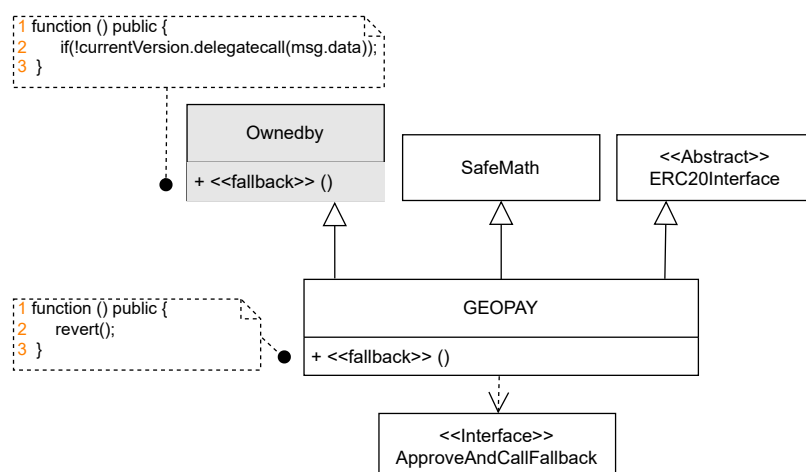 1 function () public {
2 if(!currentVersion.delegatecall(msg.data));
3 }
Ownedby
+ <<fallback>> ()
SafeMath
<<Abstract>>
ERC20Interface
1 function () public {
2 revert();
3 }
GEOPAY
+ <<fallback>> ()
<<Interface>>
ApproveAndCallFallback